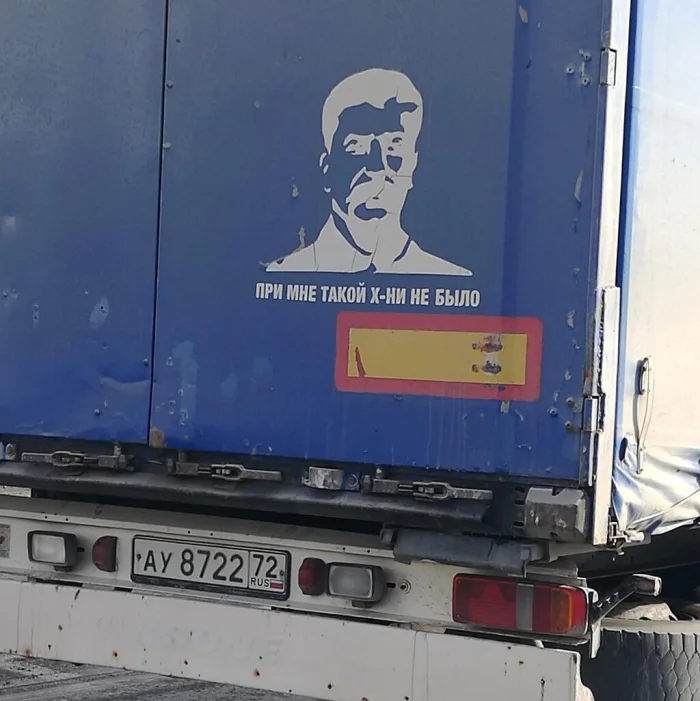 ПРИ МНЕ ТАКОЙ Х-НИ НЕ БЫЛО
АУ 8722 72
RUS